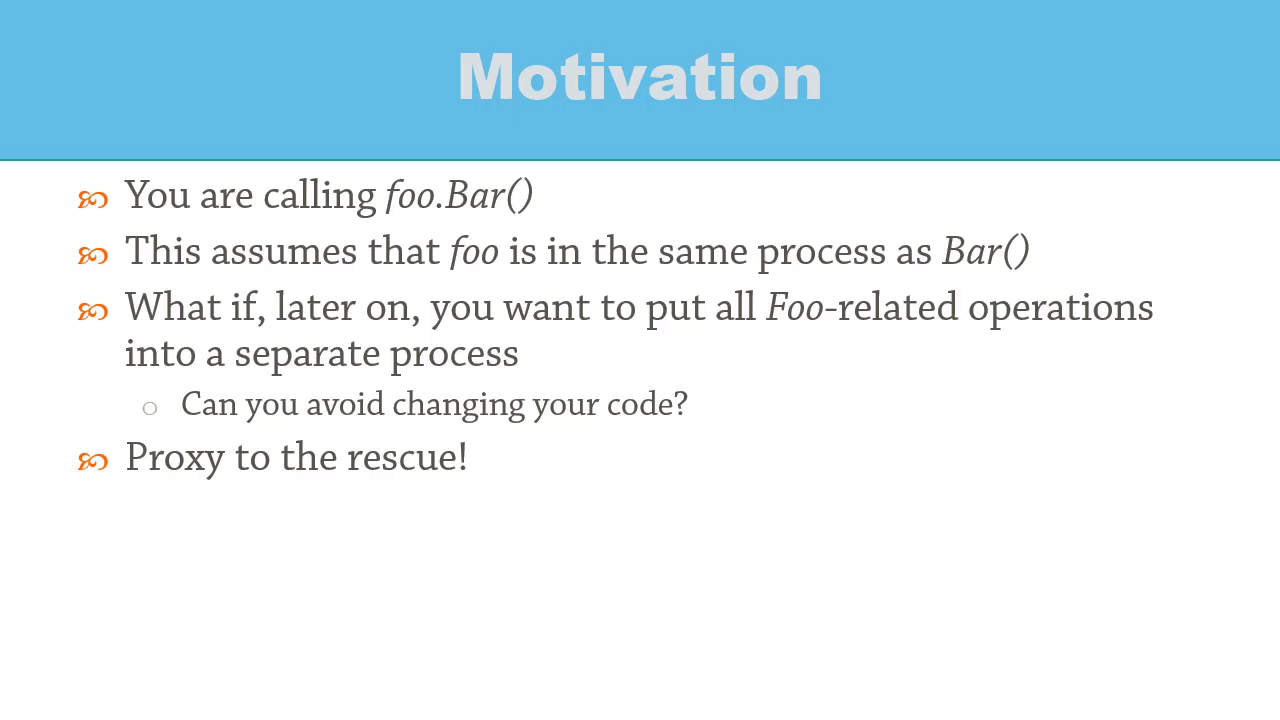 Motivation
You are calling foo.Bar()
This assumes that foo is in the same process as Bar()
What if, later on, you want to put all Foo-related operations
into a separate process
Can you avoid changing your code?
Proxy to the rescue!